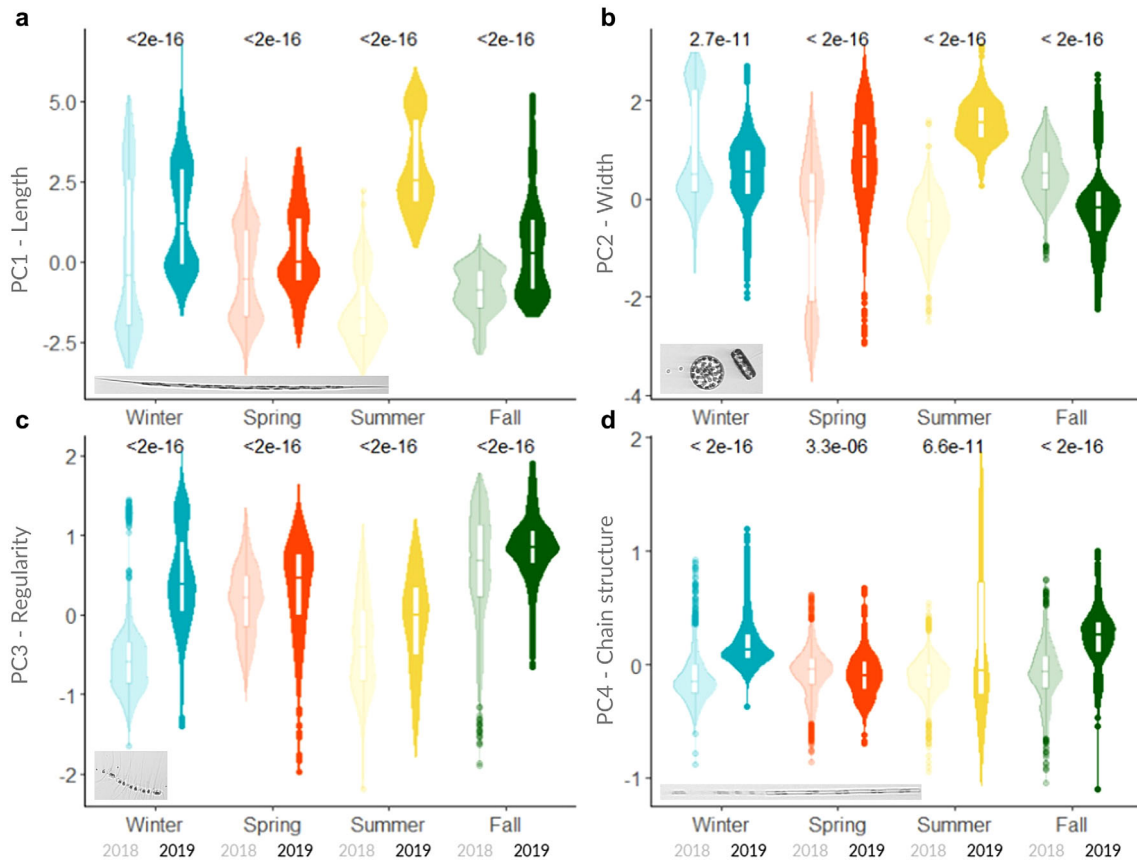 a
<2e-16 <2e-16 <2e-16 <2e-16
PC1 - Length
5.0
2.5
0.0
-2.5
Winter Spring Summer Fall
b
2.7e-11 < 2e-16 < 2e-16 < 2e-16
PC2 - Width
2
0
-2
-4
Winter Spring Summer Fall
c
<2e-16 <2e-16 <2e-16 <2e-16
PC3 - Regularity
2
1
0
-1
-2
Winter Spring Summer Fall
2018 2019 2018 2019 2018 2019 2018 2019
d
< 2e-16 3.3e-06 6.6e-11 < 2e-16
PC4 - Chain structure
2
1
0
-1
Winter Spring Summer Fall
2018 2019 2018 2019 2018 2019 2018 2019